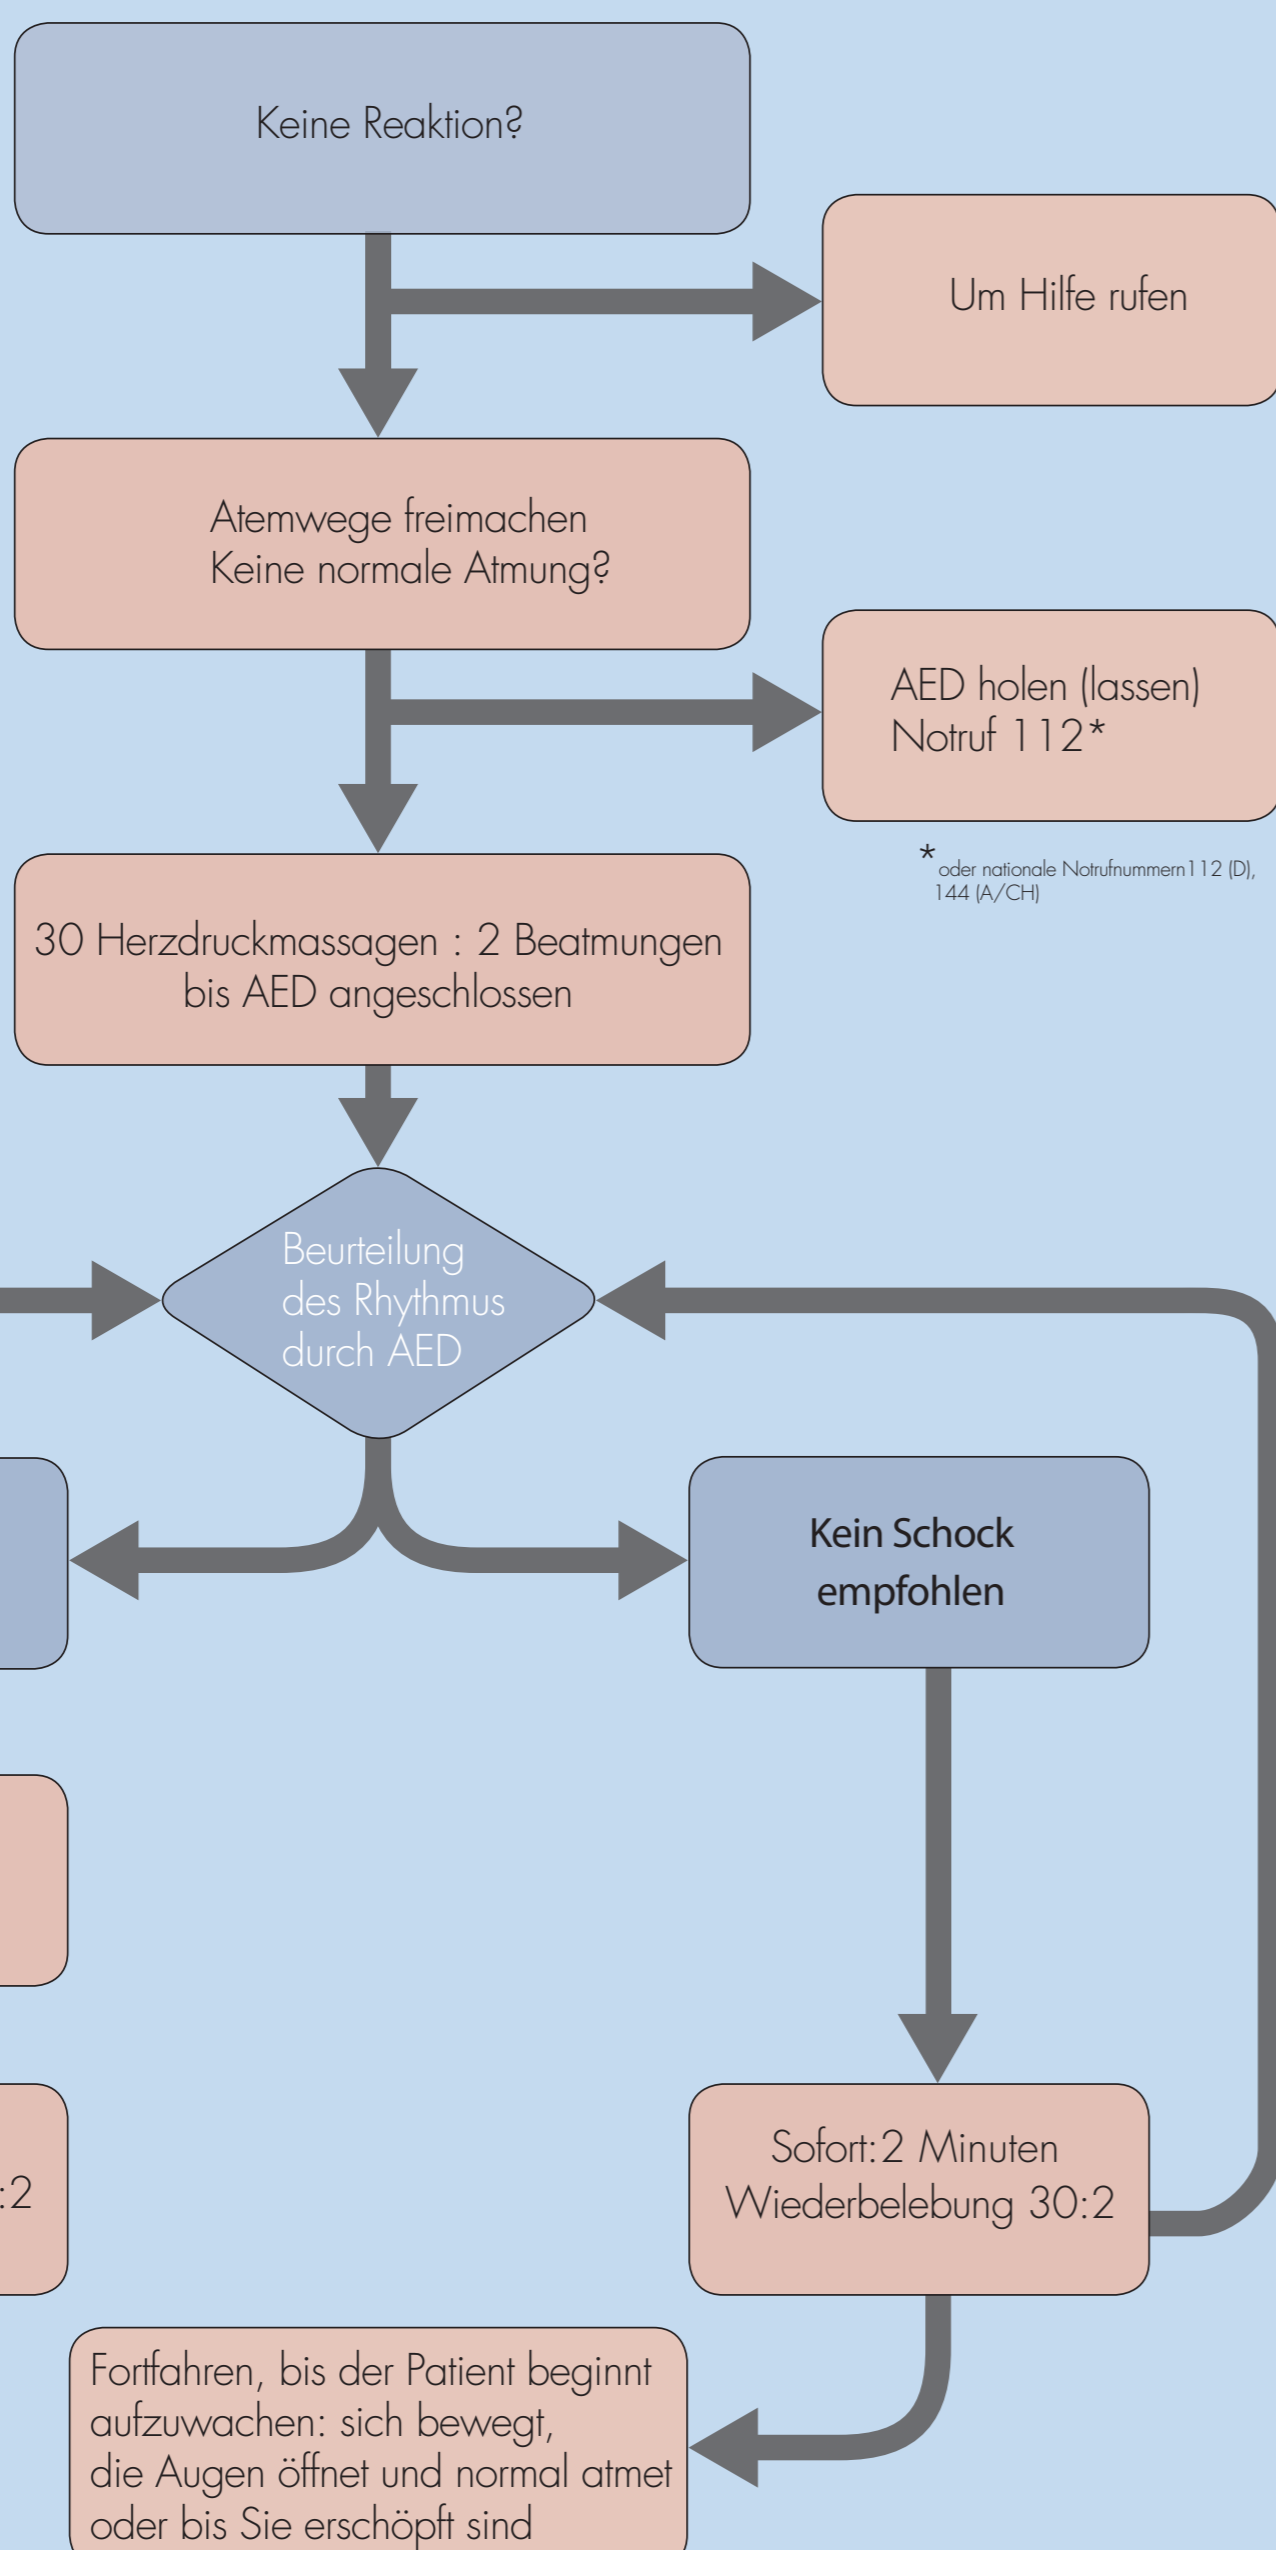 Keine Reaktion?
Um Hilfe rufen
Atemwege freimachen
Keine normale Atmung?
AED holen (lassen)
Notruf 112*
* oder nationale Notrufnummern112 (D),
144 (A/CH)
30 Herzdruckmassagen : 2 Beatmungen
bis AED angeschlossen
Beurteilung
des Rhythmus
durch AED
Kein Schock
empfohlen
:2
Sofort:2 Minuten
Wiederbelebung 30:2
Fortfahren, bis der Patient beginnt
aufzuwachen: sich bewegt,
die Augen öffnet und normal atmet
oder bis Sie erschöpft sind